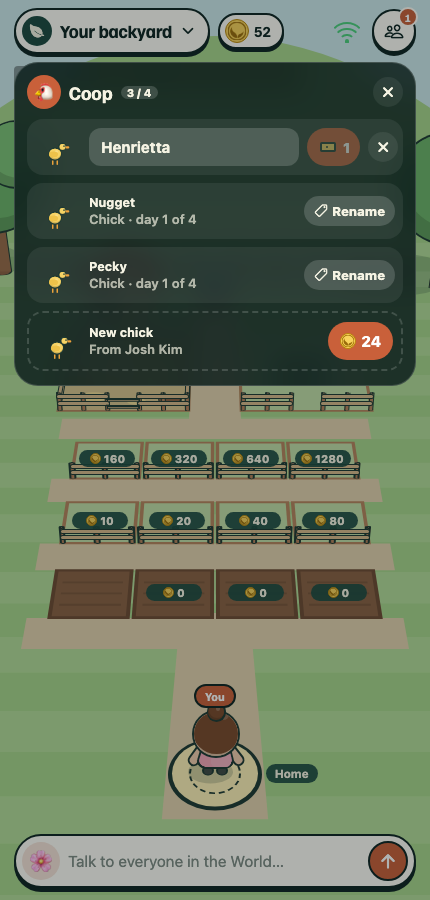 Your backyard
52
1
Coop 3 / 4
Henrietta
1
Nugget
Chick · day 1 of 4
Rename
Pecky
Chick · day 1 of 4
Rename
New chick
From Josh Kim
24
160 320 640 1280
10 20 40 80
0 0 0
You
Home
Talk to everyone in the World...